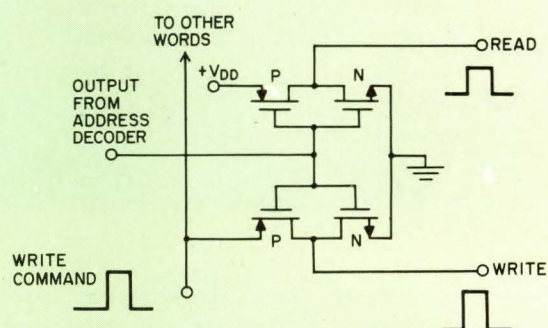 TO OTHER
WORDS
+VDD
P
N
READ
OUTPUT
FROM
ADDRESS
DECODER
P
N
WRITE
COMMAND
WRITE